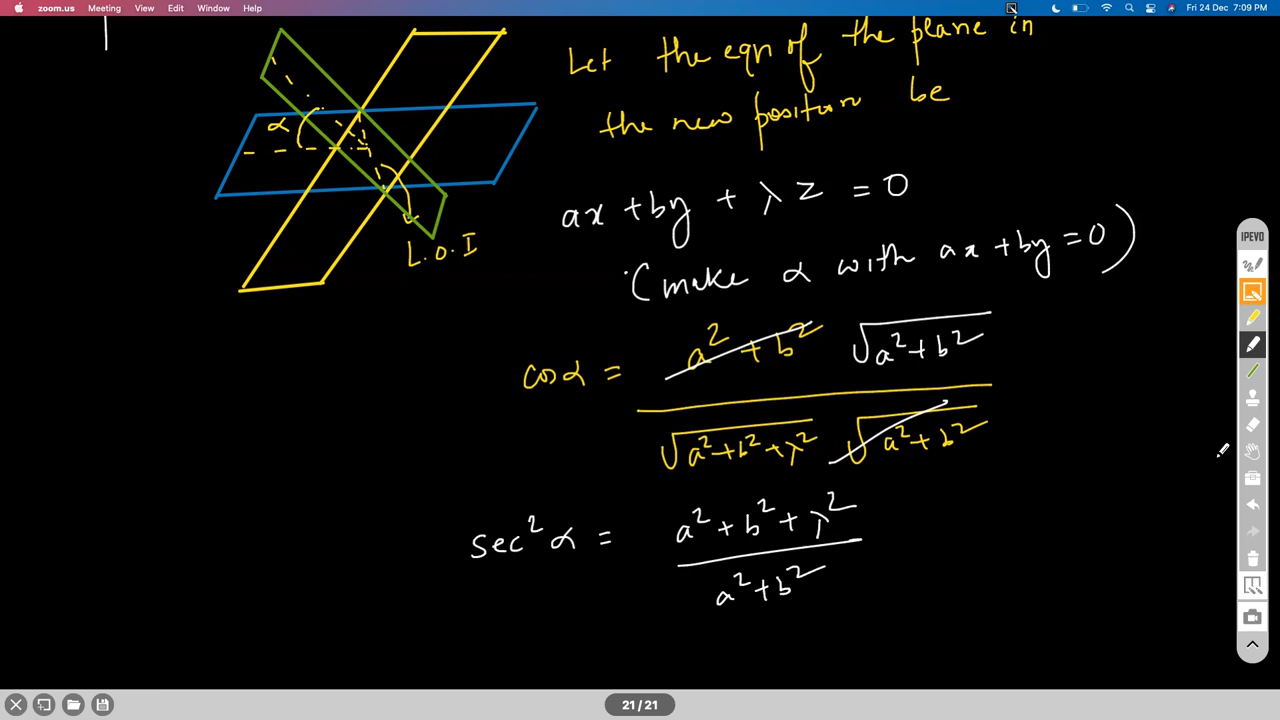 zoom.us Meeting View Edit Window Help Fri 24 Dec 7:09 PM
Let the eqn of the plane in
the new position be
α
L.O.I
ax + by + λz = 0
(make α with ax + by = 0)
cosα = a² + b² √a² + b²
√a² + b² + λ² √a² + b²
sec²α = a² + b² + λ²
a² + b²
IPEVO
21 / 21